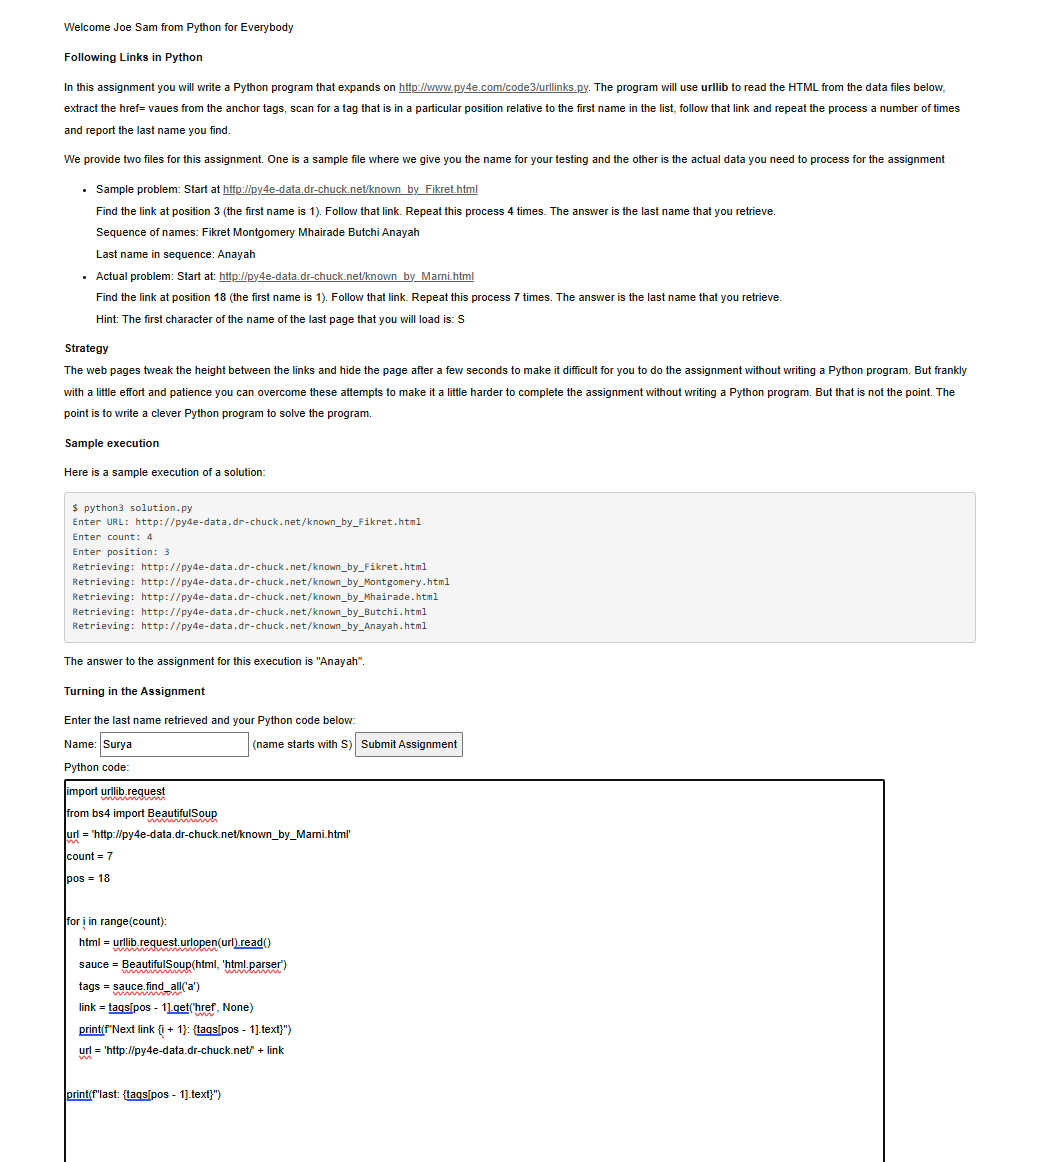 Welcome Joe Sam from Python for Everybody
Following Links in Python
In this assignment you will write a Python program that expands on http://www.py4e.com/code3/urllinks.py. The program will use urllib to read the HTML from the data files below,
extract the href= vaues from the anchor tags, scan for a tag that is in a particular position relative to the first name in the list, follow that link and repeat the process a number of times
and report the last name you find.
We provide two files for this assignment. One is a sample file where we give you the name for your testing and the other is the actual data you need to process for the assignment
• Sample problem: Start at http://py4e-data.dr-chuck.net/known_by_Fikret.html
Find the link at position 3 (the first name is 1). Follow that link. Repeat this process 4 times. The answer is the last name that you retrieve.
Sequence of names: Fikret Montgomery Mhairade Butchi Anayah
Last name in sequence: Anayah
• Actual problem: Start at: http://py4e-data.dr-chuck.net/known_by_Marni.html
Find the link at position 18 (the first name is 1). Follow that link. Repeat this process 7 times. The answer is the last name that you retrieve.
Hint: The first character of the name of the last page that you will load is: S
Strategy
The web pages tweak the height between the links and hide the page after a few seconds to make it difficult for you to do the assignment without writing a Python program. But frankly
with a little effort and patience you can overcome these attempts to make it a little harder to complete the assignment without writing a Python program. But that is not the point. The
point is to write a clever Python program to solve the program.
Sample execution
Here is a sample execution of a solution:
$ python3 solution.py
Enter URL: http://py4e-data.dr-chuck.net/known_by_Fikret.html
Enter count: 4
Enter position: 3
Retrieving: http://py4e-data.dr-chuck.net/known_by_Fikret.html
Retrieving: http://py4e-data.dr-chuck.net/known_by_Montgomery.html
Retrieving: http://py4e-data.dr-chuck.net/known_by_Mhairade.html
Retrieving: http://py4e-data.dr-chuck.net/known_by_Butchi.html
Retrieving: http://py4e-data.dr-chuck.net/known_by_Anayah.html
The answer to the assignment for this execution is "Anayah".
Turning in the Assignment
Enter the last name retrieved and your Python code below:
Name: Surya (name starts with S) Submit Assignment
Python code:
import urllib.request
from bs4 import BeautifulSoup
url = 'http://py4e-data.dr-chuck.net/known_by_Marni.html'
count = 7
pos = 18
for i in range(count):
html = urllib.request.urlopen(url).read()
sauce = BeautifulSoup(html, 'html.parser')
tags = sauce.find_all('a')
link = tags[pos - 1].get('href', None)
print(f"Next link {i + 1}: {tags[pos - 1].text}")
url = 'http://py4e-data.dr-chuck.net/' + link
print(f"last: {tags[pos - 1].text}")